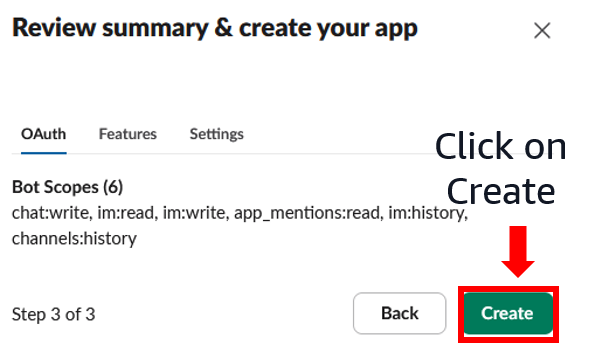 Review summary & create your app
OAuth Features Settings
Click on
Create
Bot Scopes (6)
chat:write, im:read, im:write, app_mentions:read, im:history,
channels:history
Step 3 of 3 Back Create